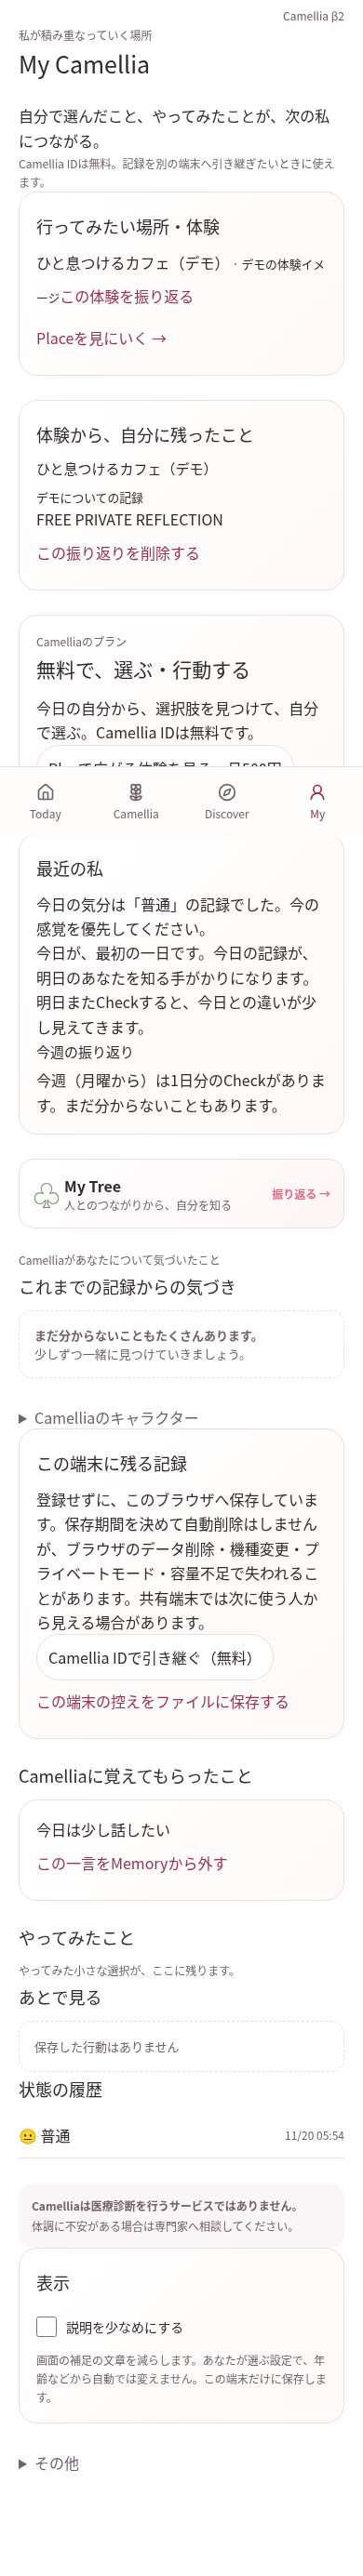 Camellia β2
私が積み重なっていく場所
My Camellia
自分で選んだこと、やってみたことが、次の私
につながる。
Camellia IDは無料。記録を別の端末へ引き継ぎたいときに使え
ます。
行ってみたい場所・体験
ひと息つけるカフェ（デモ） · デモの体験イメ
ージこの体験を振り返る
Placeを見にいく →
体験から、自分に残ったこと
ひと息つけるカフェ（デモ）
デモについての記録
FREE PRIVATE REFLECTION
この振り返りを削除する
Camelliaのプラン
無料で、選ぶ・行動する
今日の自分から、選択肢を見つけて、自分
で選ぶ。Camellia IDは無料です。
Today
Camellia
Discover
My
最近の私
今日の気分は「普通」の記録でした。今の
感覚を優先してください。
今日が、最初の一日です。今日の記録が、
明日のあなたを知る手がかりになります。
明日またCheckすると、今日との違いが少
し見えてきます。
今週の振り返り
今週（月曜から）は1日分のCheckがありま
す。まだ分からないこともあります。
My Tree
人とのつながりから、自分を知る
振り返る →
Camelliaがあなたについて気づいたこと
これまでの記録からの気づき
まだ分からないこともたくさんあります。
少しずつ一緒に見つけていきましょう。
Camelliaのキャラクター
この端末に残る記録
登録せずに、このブラウザへ保存していま
す。保存期間を決めて自動削除はしません
が、ブラウザのデータ削除・機種変更・プ
ライベートモード・容量不足で失われるこ
とがあります。共有端末では次に使う人か
ら見える場合があります。
Camellia IDで引き継ぐ（無料）
この端末の控えをファイルに保存する
Camelliaに覚えてもらったこと
今日は少し話したい
この一言をMemoryから外す
やってみたこと
やってみた小さな選択が、ここに残ります。
あとで見る
保存した行動はありません
状態の履歴
普通
11/20 05:54
Camelliaは医療診断を行うサービスではありません。
体調に不安がある場合は専門家へ相談してください。
表示
説明を少なめにする
画面の補足の文章を減らします。あなたが選ぶ設定で、年
齢などから自動では変えません。この端末だけに保存しま
す。
その他